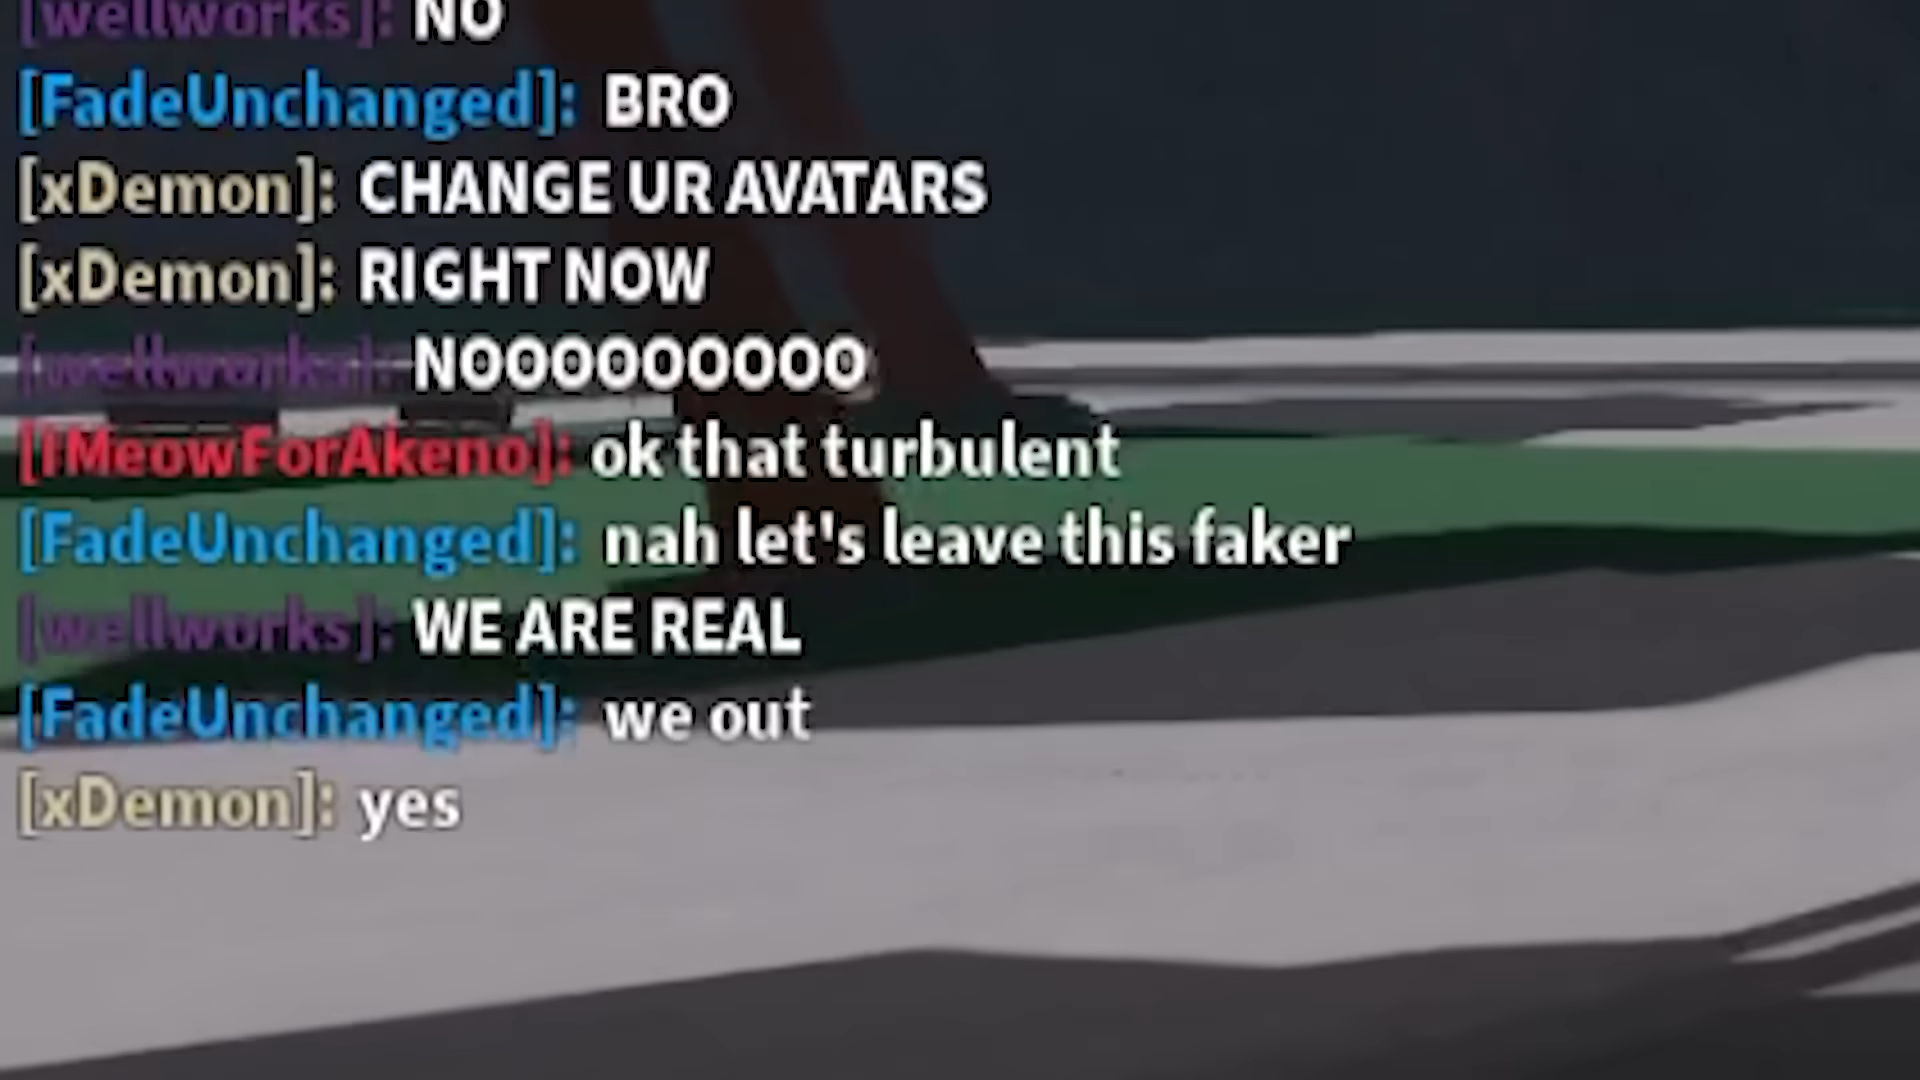 [wellworks]: NO
[FadeUnchanged]: BRO
[xDemon]: CHANGE UR AVATARS
[xDemon]: RIGHT NOW
[wellworks]: NOOOOOOOOO
[IMeowForAkeno]: ok that turbulent
[FadeUnchanged]: nah let's leave this faker
[wellworks]: WE ARE REAL
[FadeUnchanged]: we out
[xDemon]: yes